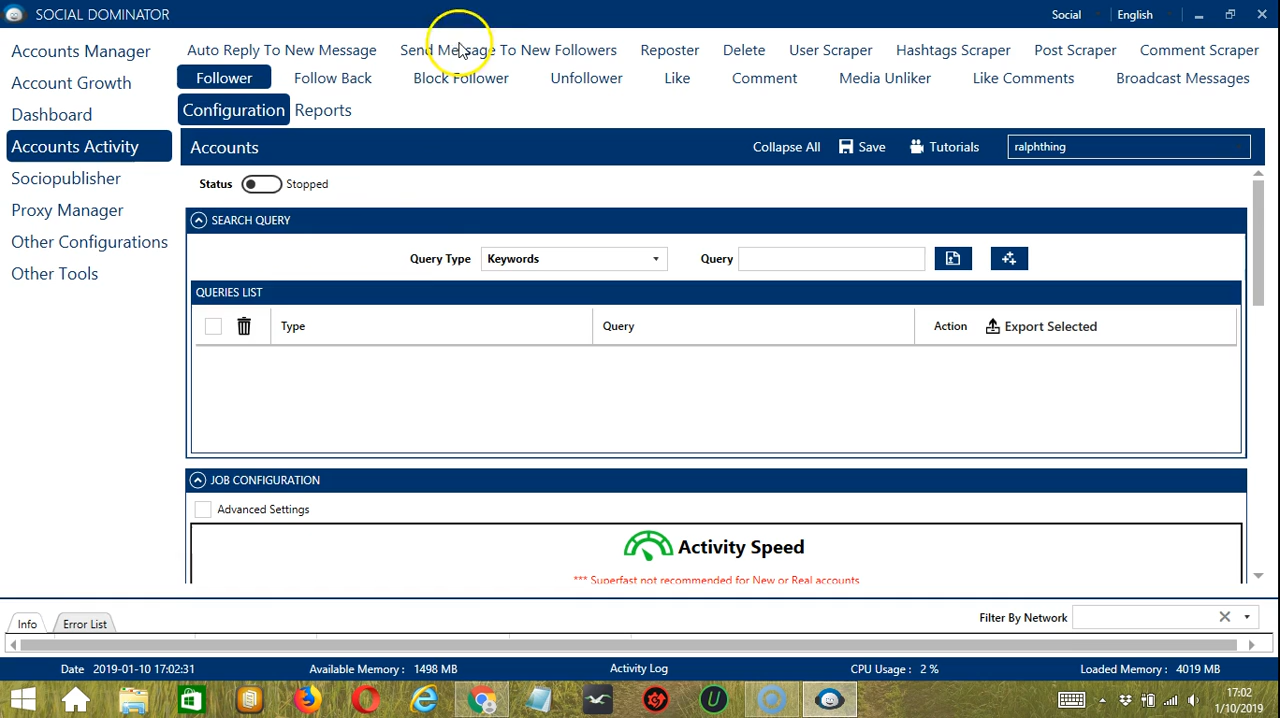 SOCIAL DOMINATOR
Social
English
Accounts Manager
Account Growth
Dashboard
Accounts Activity
Sociopublisher
Proxy Manager
Other Configurations
Other Tools
Auto Reply To New Message
Send Message To New Followers
Reposter
Delete
User Scraper
Hashtags Scraper
Post Scraper
Comment Scraper
Follower
Follow Back
Block Follower
Unfollower
Like
Comment
Media Unliker
Like Comments
Broadcast Messages
Configuration
Reports
Accounts
Collapse All
Save
Tutorials
ralphthing
Status
Stopped
SEARCH QUERY
Query Type
Keywords
Query
QUERIES LIST
Type
Query
Action
Export Selected
JOB CONFIGURATION
Advanced Settings
Activity Speed
*** Superfast not recommended for New or Real accounts
Info
Error List
Filter By Network
Date 2019-01-10 17:02:31
Available Memory : 1498 MB
Activity Log
CPU Usage : 2 %
Loaded Memory : 4019 MB
17:02
1/10/2019